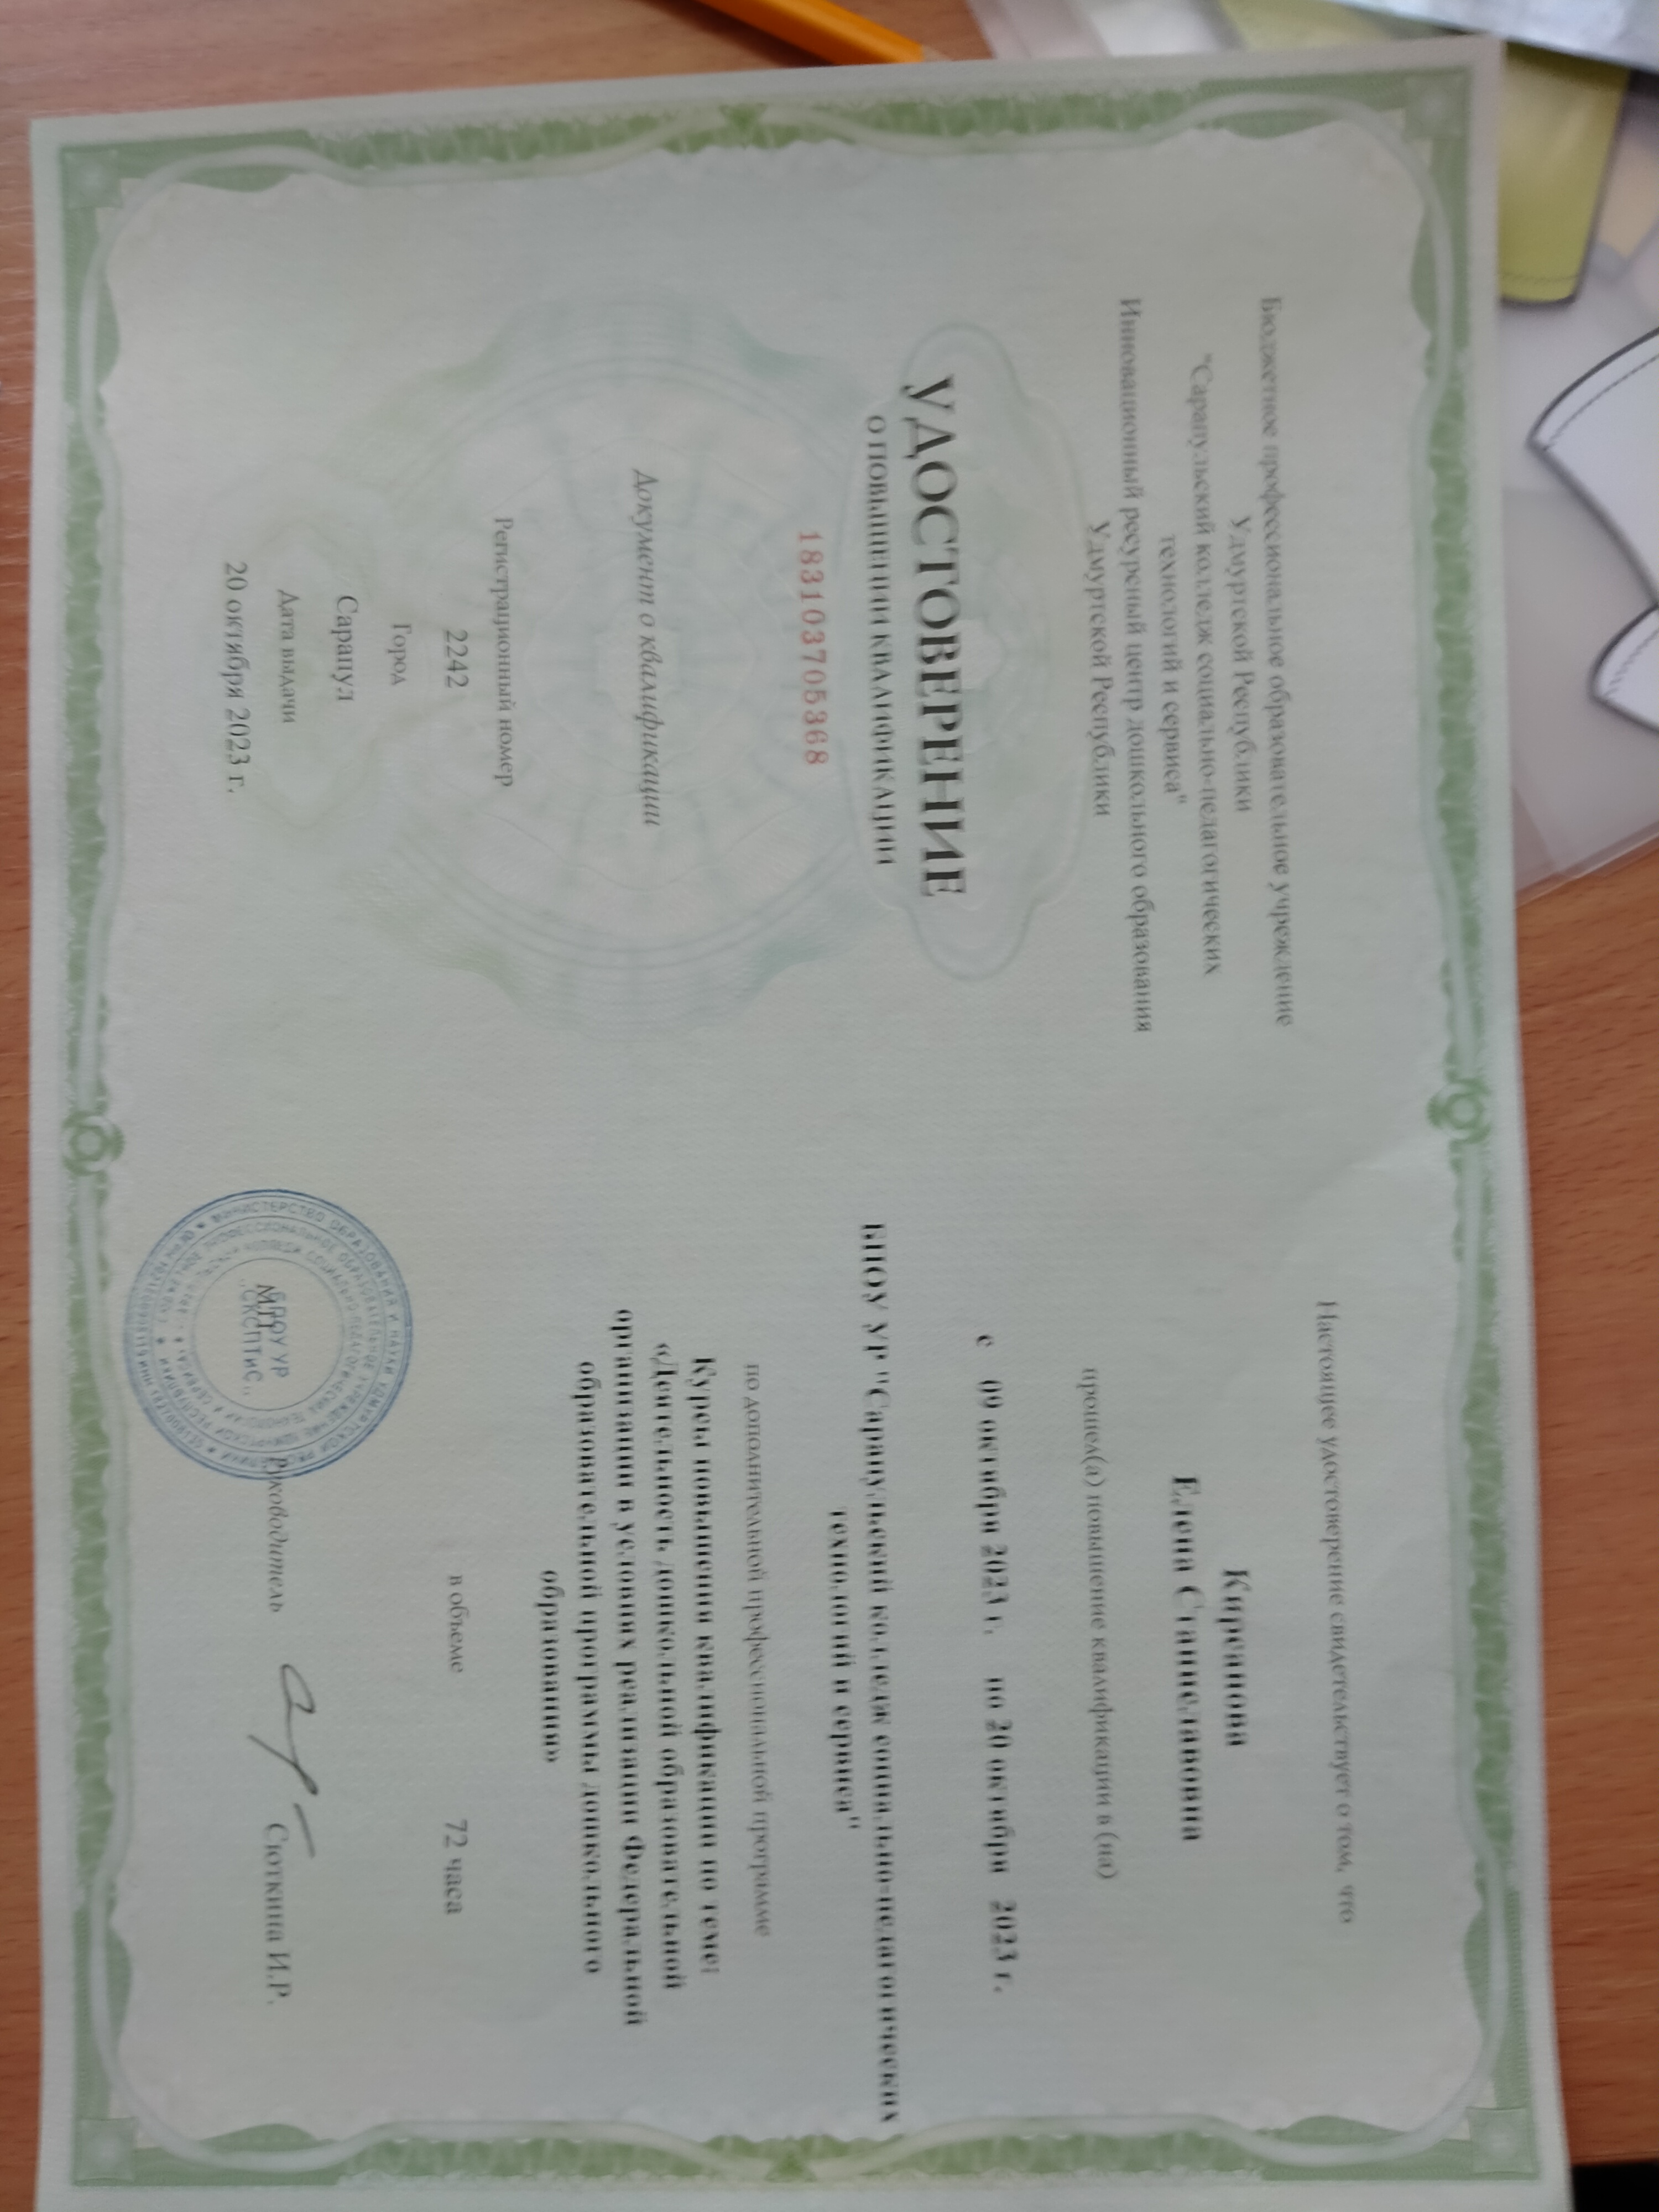 Бюджетное профессиональное образовательное учреждение
Удмуртской Республики
"Сарапульский колледж социально-педагогических
технологий и сервиса"
Инновационный ресурсный центр дошкольного образования
Удмуртской Республики
УДОСТОВЕРЕНИЕ
О ПОВЫШЕНИИ КВАЛИФИКАЦИИ
183103705368
Документ о квалификации
Регистрационный номер
2242
Город
Сарапул
Дата выдачи
20 октября 2023 г.
Настоящее удостоверение свидетельствует о том, что
Елена Станиславовна
прошел(а) повышение квалификации в (на)
с 09 октября 2023 г. по 20 октября 2023 г.
БПОУ УР "Сарапульский колледж социально-педагогических
технологий и сервиса"
по дополнительной профессиональной программе
Курсы повышения квалификации по теме:
«Деятельность дошкольной образовательной
организации в условиях реализации Федеральной
образовательной программы дошкольного
образования»
в объеме 72 часа
М.П.
БПОУ УР
"СКСПТиС"
Руководитель Сюткина И.Р.